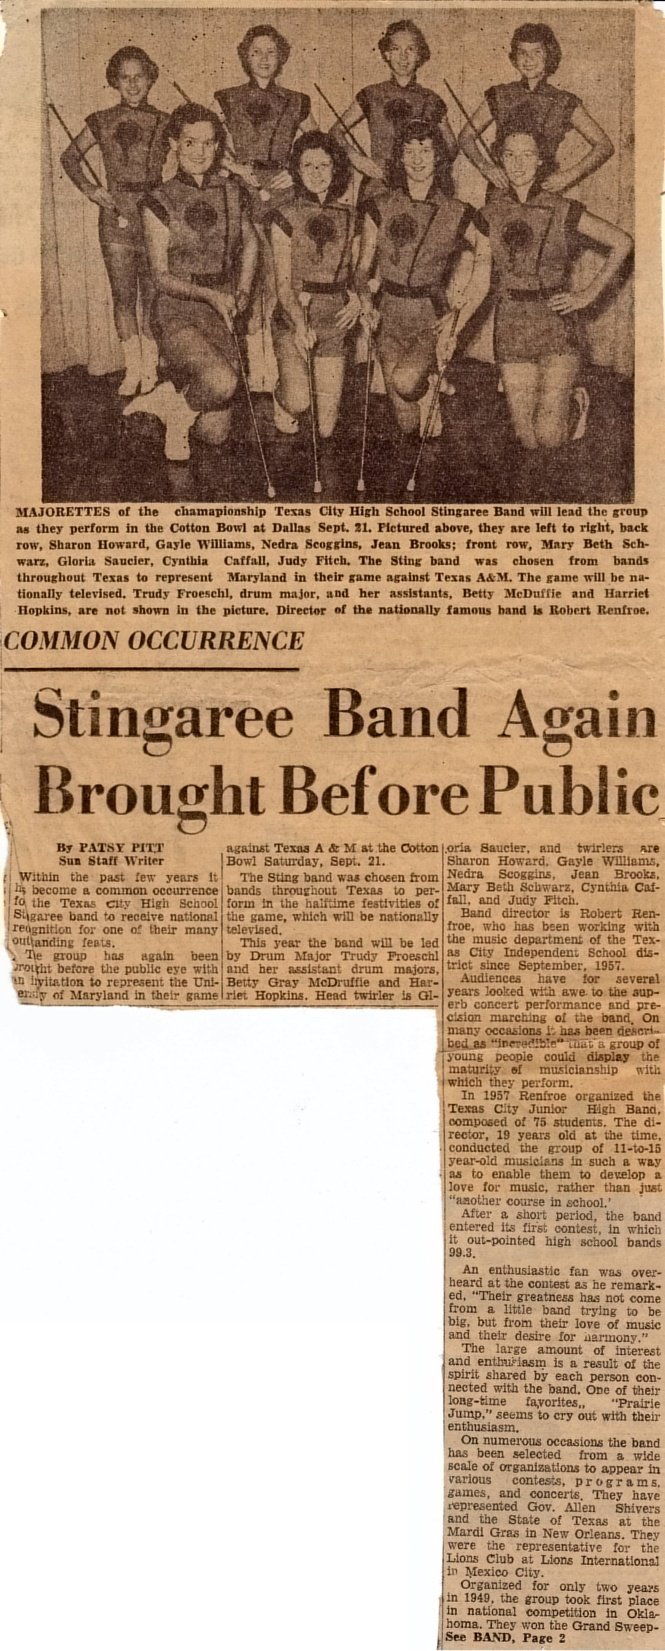 MAJORETTES of the chamapionship Texas City High School Stingaree Band will lead the group
as they perform in the Cotton Bowl at Dallas Sept. 21. Pictured above, they are left to right, back
row, Sharon Howard, Gayle Williams, Nedra Scoggins, Jean Brooks; front row, Mary Beth Sch-
warz, Gloria Saucier, Cynthia Caffall, Judy Fitch. The Sting band was chosen from bands
throughout Texas to represent Maryland in their game against Texas A&M. The game will be na-
tionally televised. Trudy Froeschl, drum major, and her assistants, Betty McDuffie and Harriet
Hopkins, are not shown in the picture. Director of the nationally famous band is Robert Renfroe.
COMMON OCCURRENCE
Stingaree Band Again
Brought Before Public
By PATSY PITT
Sun Staff Writer
Within the past few years it
become a common occurrence
the Texas City High School
band to receive national
for one of their many
feats.
group has again been
before the public eye with
to represent the Uni-
of Maryland in their game
against Texas A & M at the Cotton
Bowl Saturday, Sept. 21.
The Sting band was chosen from
bands throughout Texas to per-
form in the halftime festivities of
the game, which will be nationally
televised.
This year the band will be led
by Drum Major Trudy Froeschl
and her assistant drum majors,
Betty Gray McDruffie and Har-
riet Hopkins. Head twirler is Gl-
oria Saucier, and twirlers are
Sharon Howard, Gayle Williams,
Nedra Scoggins, Jean Brooks,
Mary Beth Schwarz, Cynthia Caf-
fall, and Judy Fitch.
Band director is Robert Ren-
froe, who has been working with
the music department of the Tex-
as City Independent School dis-
trict since September, 1957.
Audiences have for several
years looked with awe to the sup-
erb concert performance and pre-
cision marching of the band. On
many occasions it has been descri-
bed as "incredible" that a group of
young people could display the
maturity of musicianship with
which they perform.
In 1957 Renfroe organized the
Texas City Junior High Band,
composed of 75 students. The di-
rector, 19 years old at the time,
conducted the group of 11-to-15
year-old musicians in such a way
as to enable them to develop a
love for music, rather than just
"another course in school.'
After a short period, the band
entered its first contest, in which
it out-pointed high school bands
99.3.
An enthusiastic fan was over-
heard at the contest as he remark-
ed, "Their greatness has not come
from a little band trying to be
big, but from their love of music
and their desire for harmony."
The large amount of interest
and enthusiasm is a result of the
spirit shared by each person con-
nected with the band. One of their
long-time favorites,, "Prairie
Jump," seems to cry out with their
enthusiasm.
On numerous occasions the band
has been selected from a wide
scale of organizations to appear in
various contests, programs,
games, and concerts. They have
represented Gov. Allen Shivers
and the State of Texas at the
Mardi Gras in New Orleans. They
were the representative for the
Lions Club at Lions International
in Mexico City.
Organized for only two years
in 1949, the group took first place
in national competition in Okla-
homa. They won the Grand Sweep-
See BAND, Page 2